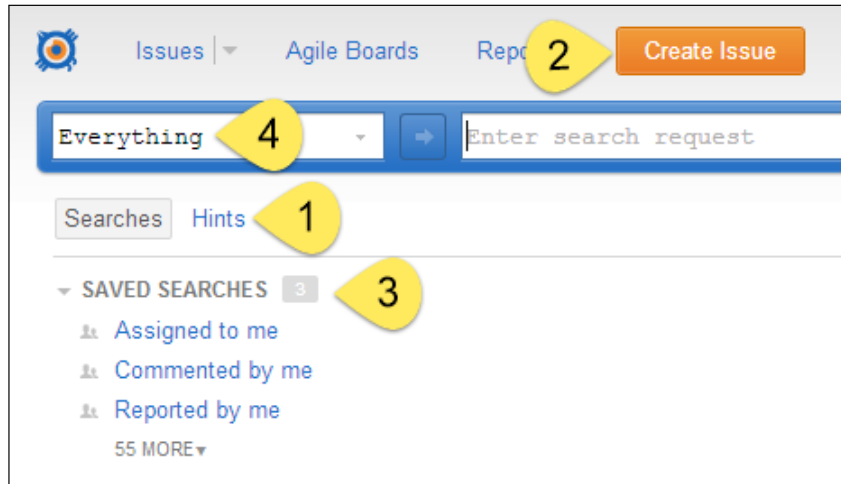 Issues Agile Boards Repo 2 Create Issue
Everything 4 Enter search request
Searches Hints 1
SAVED SEARCHES 3 3
Assigned to me
Commented by me
Reported by me
55 MORE